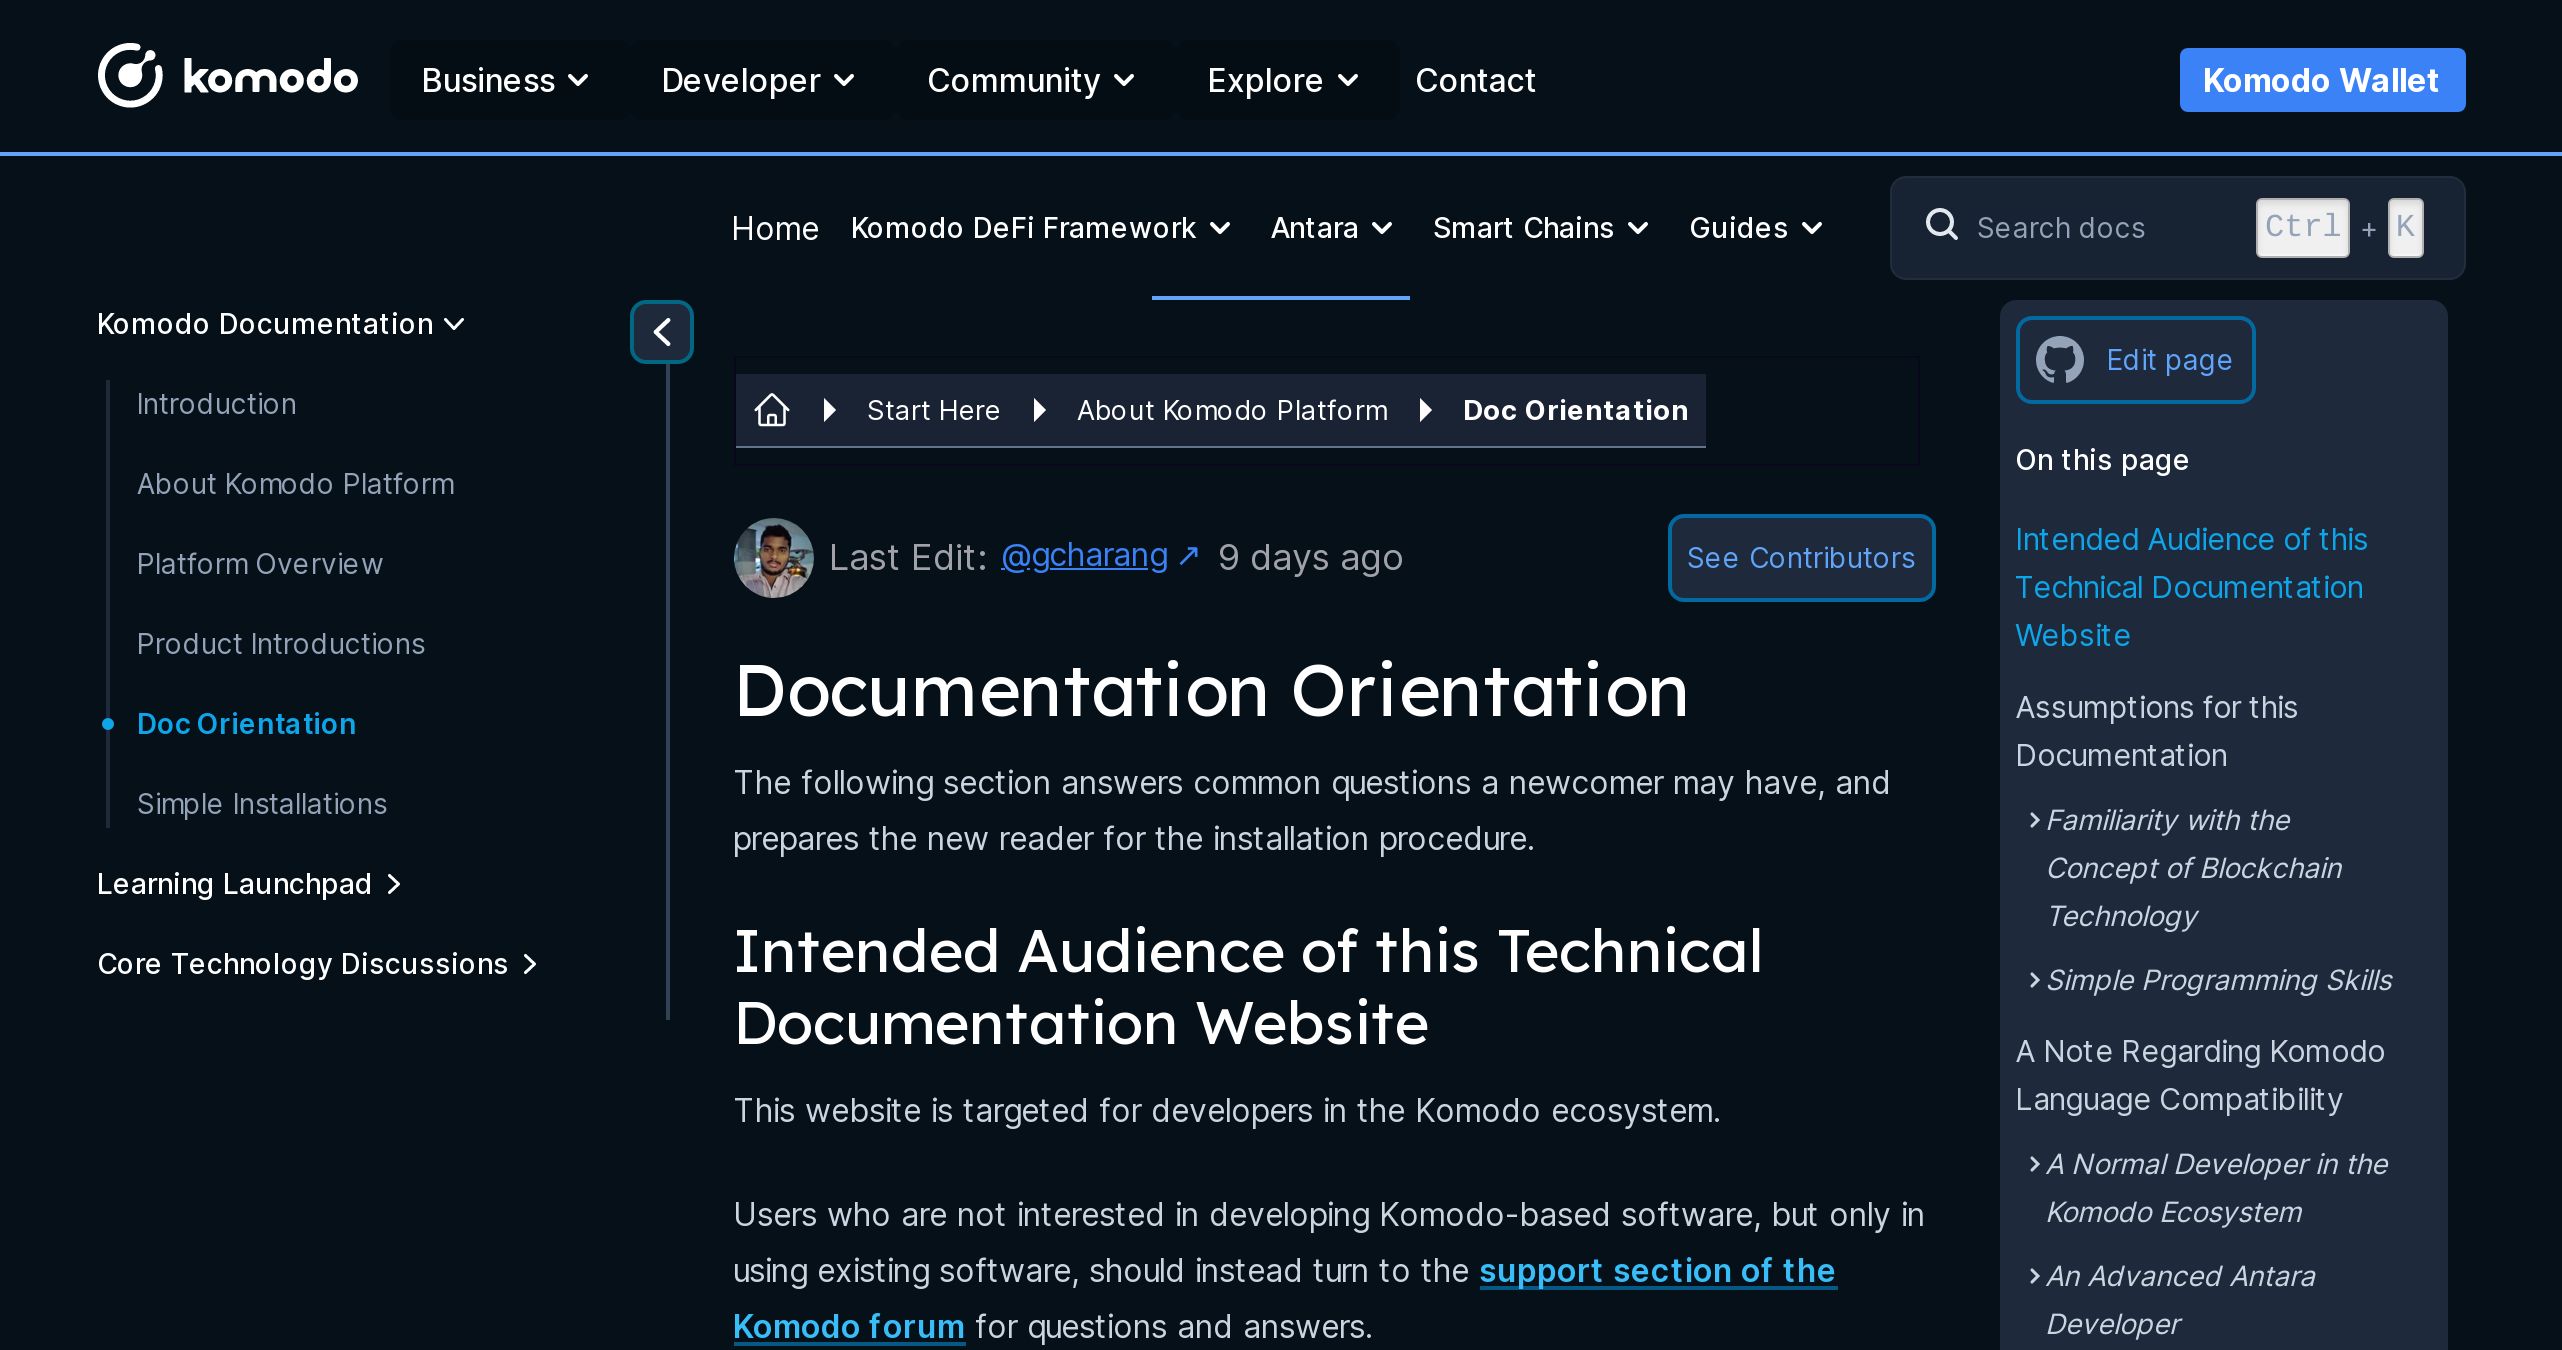 komodo
Business
Developer
Community
Explore
Contact
Komodo Wallet
Home
Komodo DeFi Framework
Antara
Smart Chains
Guides
Search docs
Ctrl + K
Komodo Documentation
Introduction
About Komodo Platform
Platform Overview
Product Introductions
Doc Orientation
Simple Installations
Learning Launchpad
Core Technology Discussions
Start Here
About Komodo Platform
Doc Orientation
Last Edit: @gcharang ↗ 9 days ago
See Contributors
Documentation Orientation
The following section answers common questions a newcomer may have, and
prepares the new reader for the installation procedure.
Intended Audience of this Technical
Documentation Website
This website is targeted for developers in the Komodo ecosystem.
Users who are not interested in developing Komodo-based software, but only in
using existing software, should instead turn to the support section of the
Komodo forum for questions and answers.
Edit page
On this page
Intended Audience of this
Technical Documentation
Website
Assumptions for this
Documentation
Familiarity with the
Concept of Blockchain
Technology
Simple Programming Skills
A Note Regarding Komodo
Language Compatibility
A Normal Developer in the
Komodo Ecosystem
An Advanced Antara
Developer